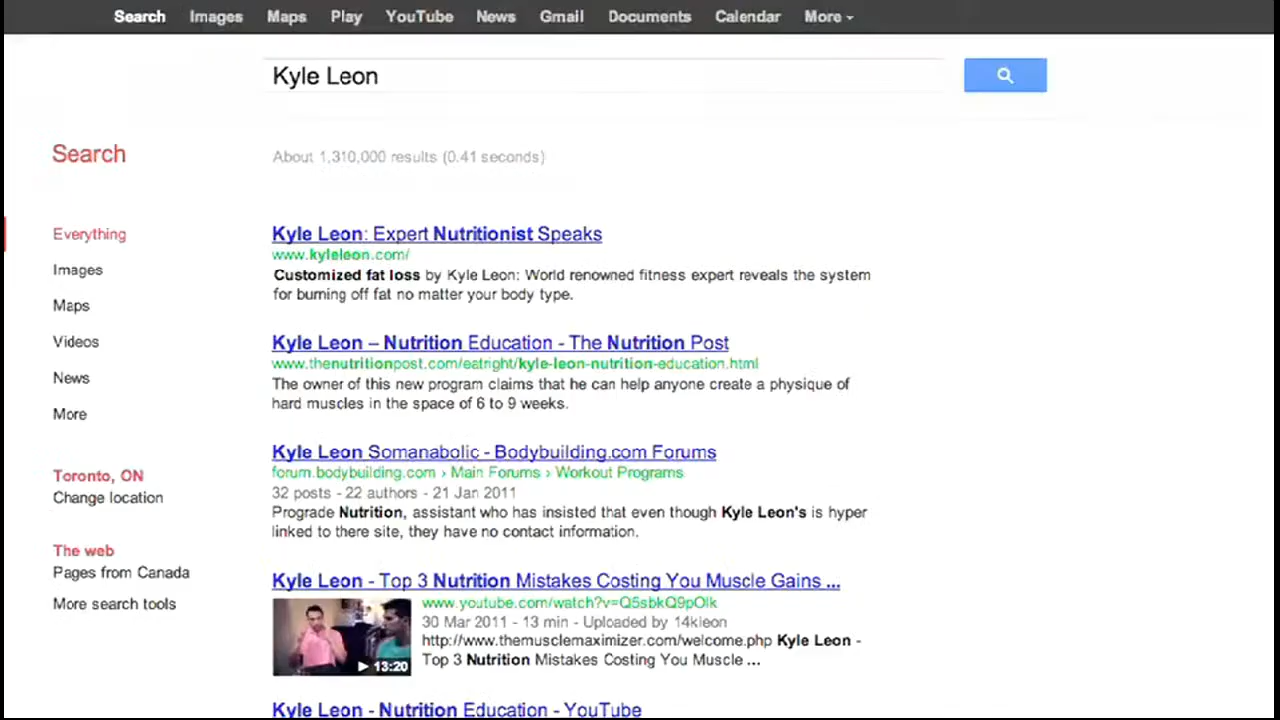 Search Images Maps Play YouTube News Gmail Documents Calendar More
Kyle Leon
Search
About 1,310,000 results (0.41 seconds)
Everything
Images
Maps
Videos
News
More
Toronto, ON
Change location
The web
Pages from Canada
More search tools
Kyle Leon: Expert Nutritionist Speaks
www.kyleleon.com/
Customized fat loss by Kyle Leon: World renowned fitness expert reveals the system
for burning off fat no matter your body type.
Kyle Leon – Nutrition Education - The Nutrition Post
www.thenutritionpost.com/eatright/kyle-leon-nutrition-education.html
The owner of this new program claims that he can help anyone create a physique of
hard muscles in the space of 6 to 9 weeks.
Kyle Leon Somanabolic - Bodybuilding.com Forums
forum.bodybuilding.com › Main Forums › Workout Programs
32 posts - 22 authors - 21 Jan 2011
Prograde Nutrition, assistant who has insisted that even though Kyle Leon's is hyper
linked to there site, they have no contact information.
Kyle Leon - Top 3 Nutrition Mistakes Costing You Muscle Gains ...
www.youtube.com/watch?v=Q5sbkQ9pOlk
30 Mar 2011 - 13 min - Uploaded by 14kleon
http://www.themusclemaximizer.com/welcome.php Kyle Leon -
Top 3 Nutrition Mistakes Costing You Muscle ...
13:20
Kyle Leon - Nutrition Education - YouTube